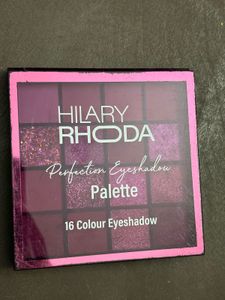 HILARY
RHODA
Perfection Eyeshadow
Palette
16 Colour Eyeshadow